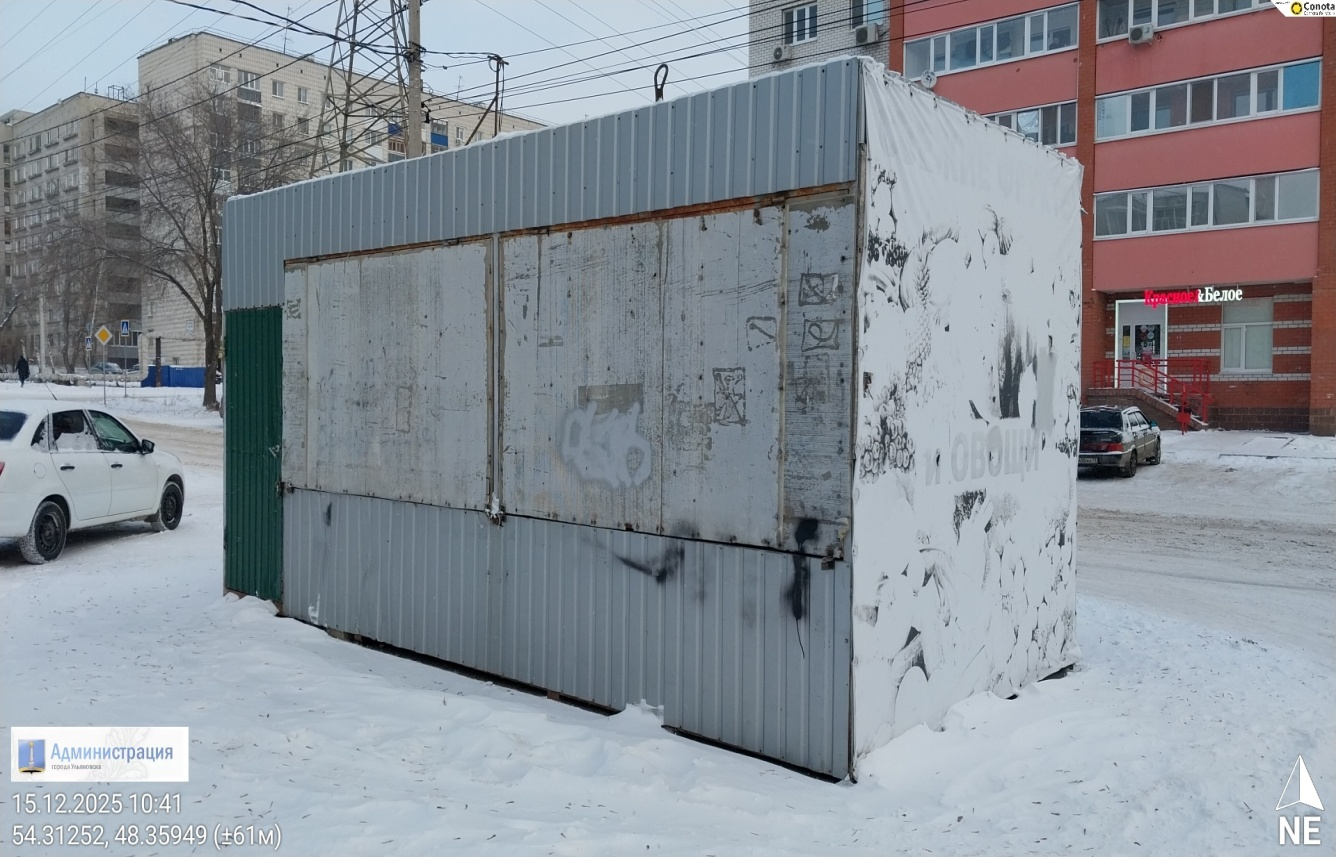 Conota
Красное&Белое
и ОВОЩИ
Администрация
города Ульяновска
15.12.2025 10:41
54.31252, 48.35949 (±61м)
NE